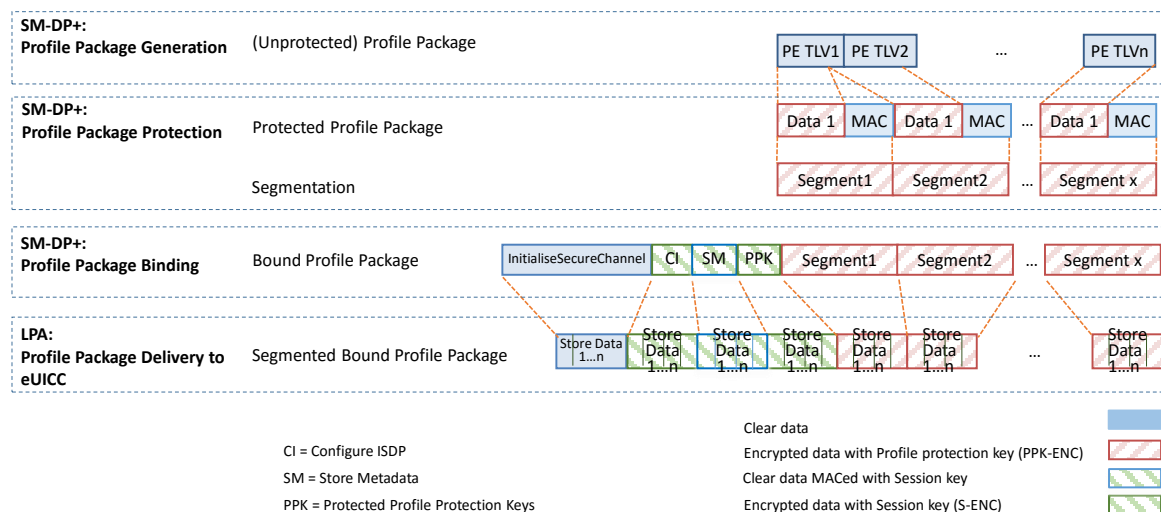 SM-DP+:
Profile Package Generation
(Unprotected) Profile Package
PE TLV1 PE TLV2 ... PE TLVn
SM-DP+:
Profile Package Protection
Protected Profile Package
Data 1 MAC Data 1 MAC ... Data 1 MAC
Segmentation
Segment1 Segment2 ... Segment x
SM-DP+:
Profile Package Binding
Bound Profile Package
InitialiseSecureChannel CI SM PPK Segment1 Segment2 ... Segment x
LPA:
Profile Package Delivery to
eUICC
Segmented Bound Profile Package
Store Data
1...n
Store
Data
1...n
Store
Data
1...n
Store
Data
1...n
Store
Data
1...n
Store
Data
1...n
...
Store
Data
1...n
CI = Configure ISDP
SM = Store Metadata
PPK = Protected Profile Protection Keys
Clear data
Encrypted data with Profile protection key (PPK-ENC)
Clear data MACed with Session key
Encrypted data with Session key (S-ENC)